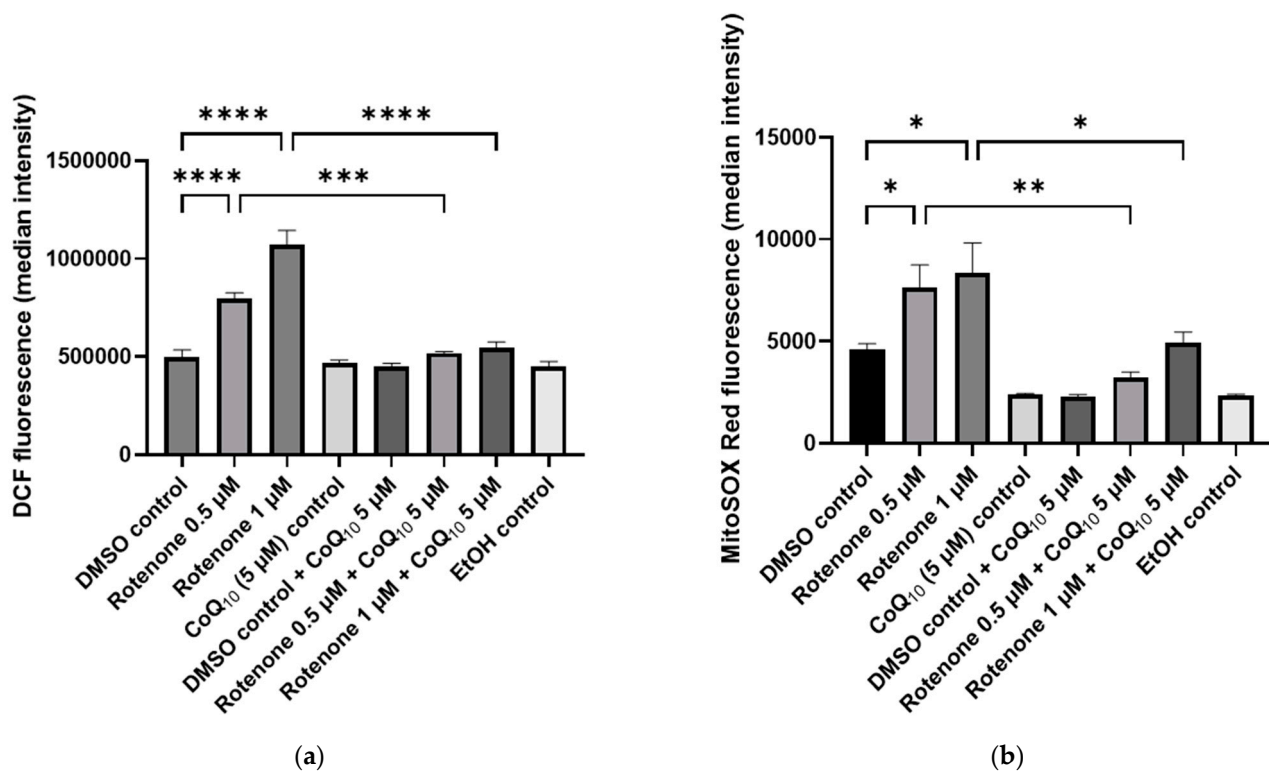 DCF fluorescence (median intensity)
1500000
1000000
500000
0
****
****
****
***
DMSO control
Rotenone 0.5 µM
Rotenone 1 µM
CoQ₁₀ (5 µM) control
DMSO control + CoQ₁₀ 5 µM
Rotenone 0.5 µM + CoQ₁₀ 5 µM
Rotenone 1 µM + CoQ₁₀ 5 µM
EtOH control
(a)
MitoSOX Red fluorescence (median intensity)
15000
10000
5000
0
*
*
*
**
DMSO control
Rotenone 0.5 µM
Rotenone 1 µM
CoQ₁₀ (5 µM) control
DMSO control + CoQ₁₀ 5 µM
Rotenone 0.5 µM + CoQ₁₀ 5 µM
Rotenone 1 µM + CoQ₁₀ 5 µM
EtOH control
(b)